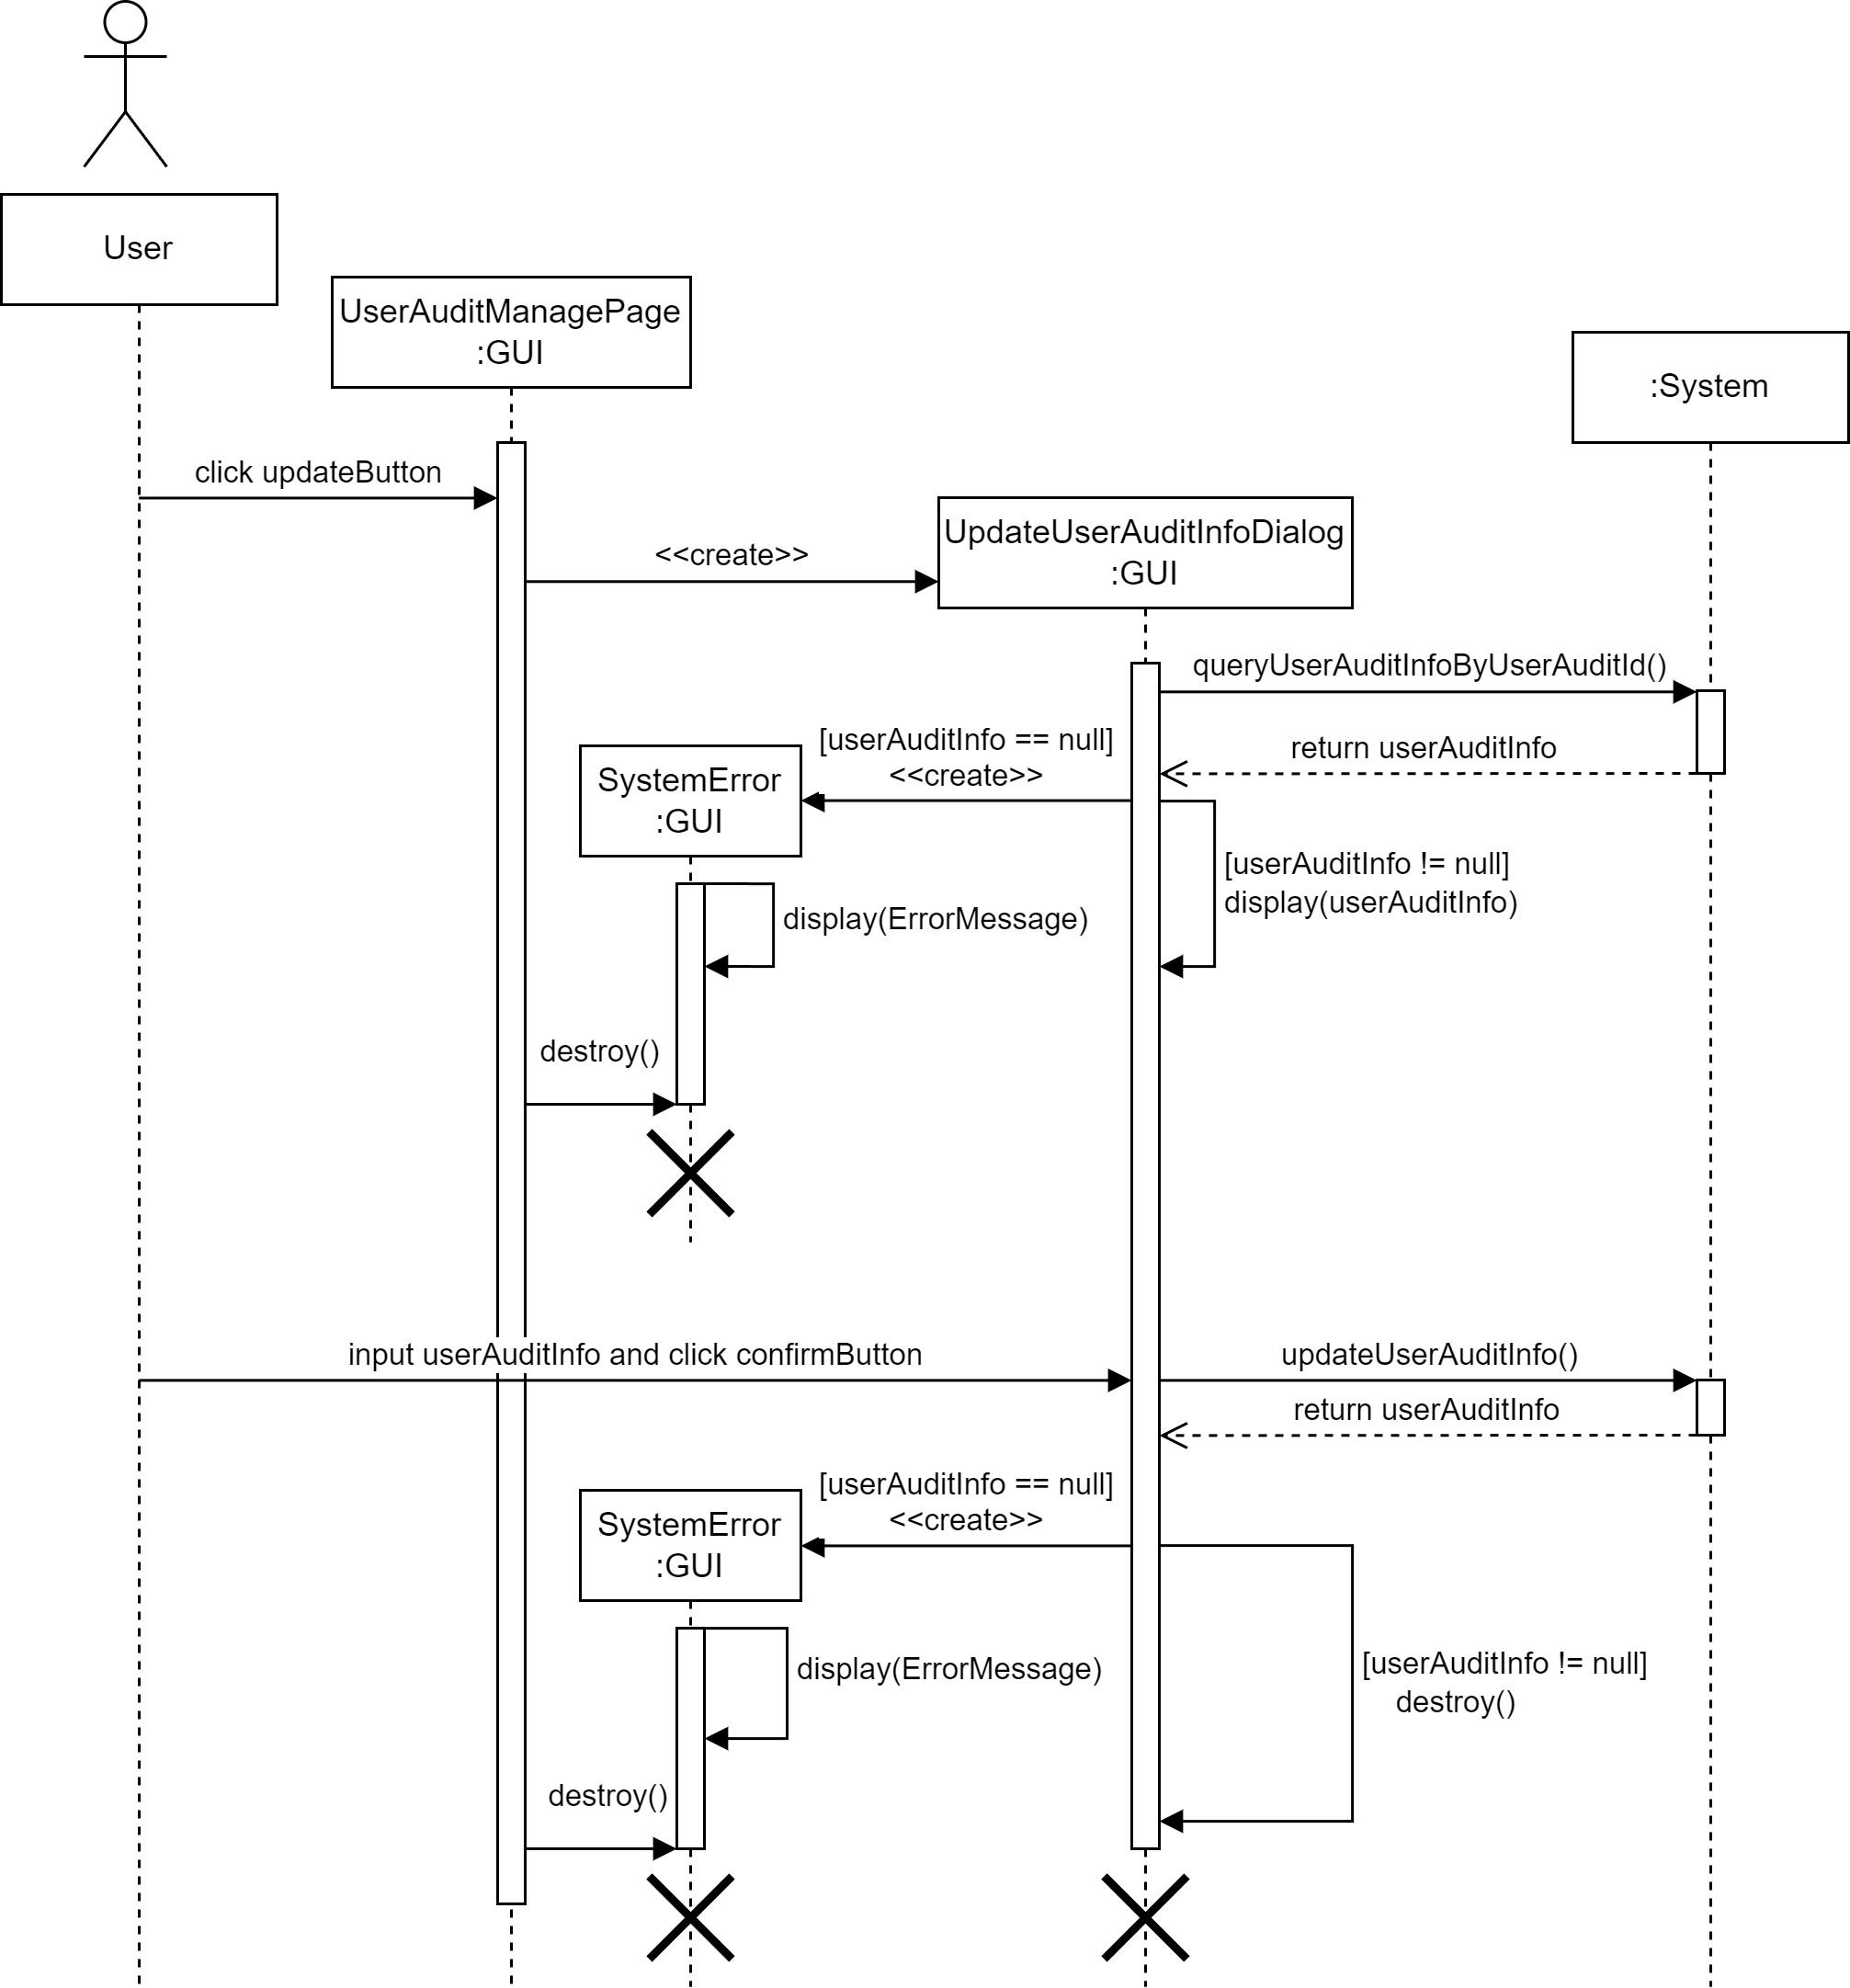 User
UserAuditManagePage
:GUI
:System
click updateButton
<<create>>
UpdateUserAuditInfoDialog
:GUI
queryUserAuditInfoByUserAuditId()
return userAuditInfo
[userAuditInfo == null]
<<create>>
SystemError
:GUI
[userAuditInfo != null]
display(userAuditInfo)
display(ErrorMessage)
destroy()
input userAuditInfo and click confirmButton
updateUserAuditInfo()
return userAuditInfo
[userAuditInfo == null]
<<create>>
SystemError
:GUI
display(ErrorMessage)
[userAuditInfo != null]
destroy()
destroy()